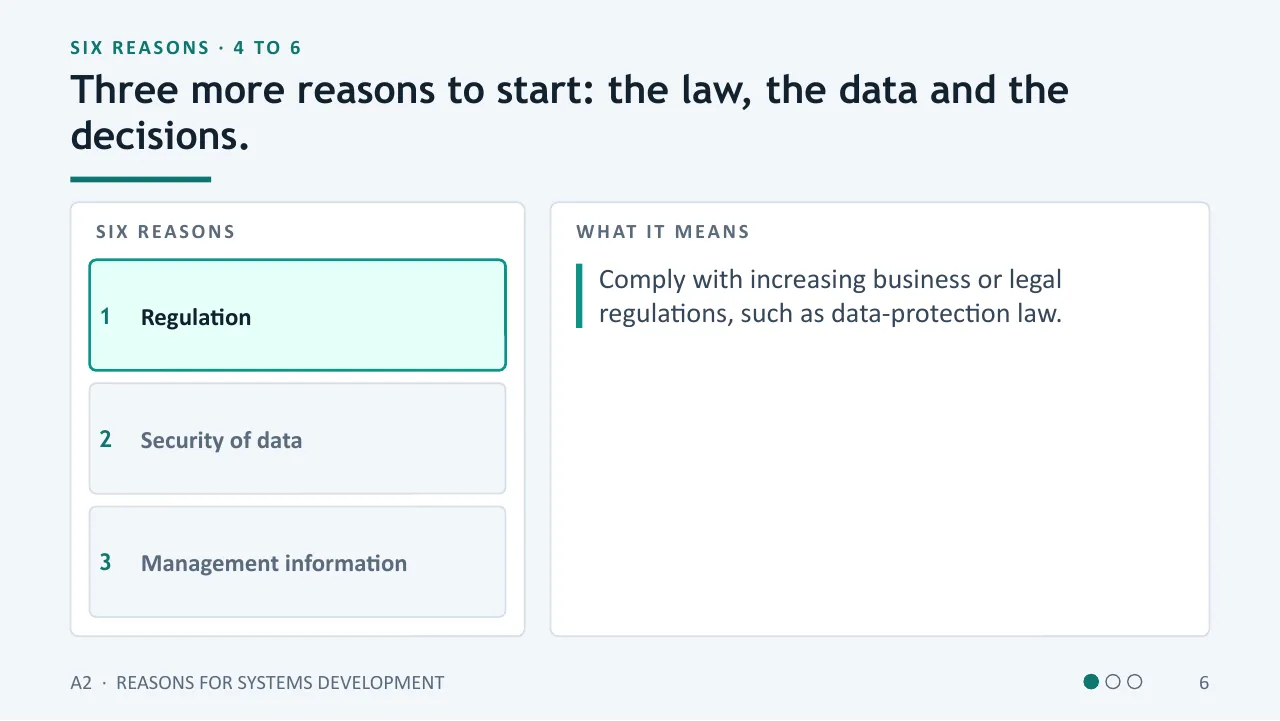 SIX REASONS · 4 TO 6
Three more reasons to start: the law, the data and the
decisions.
SIX REASONS
1 Regulation
2 Security of data
3 Management information
WHAT IT MEANS
Comply with increasing business or legal
regulations, such as data-protection law.
A2 · REASONS FOR SYSTEMS DEVELOPMENT
6